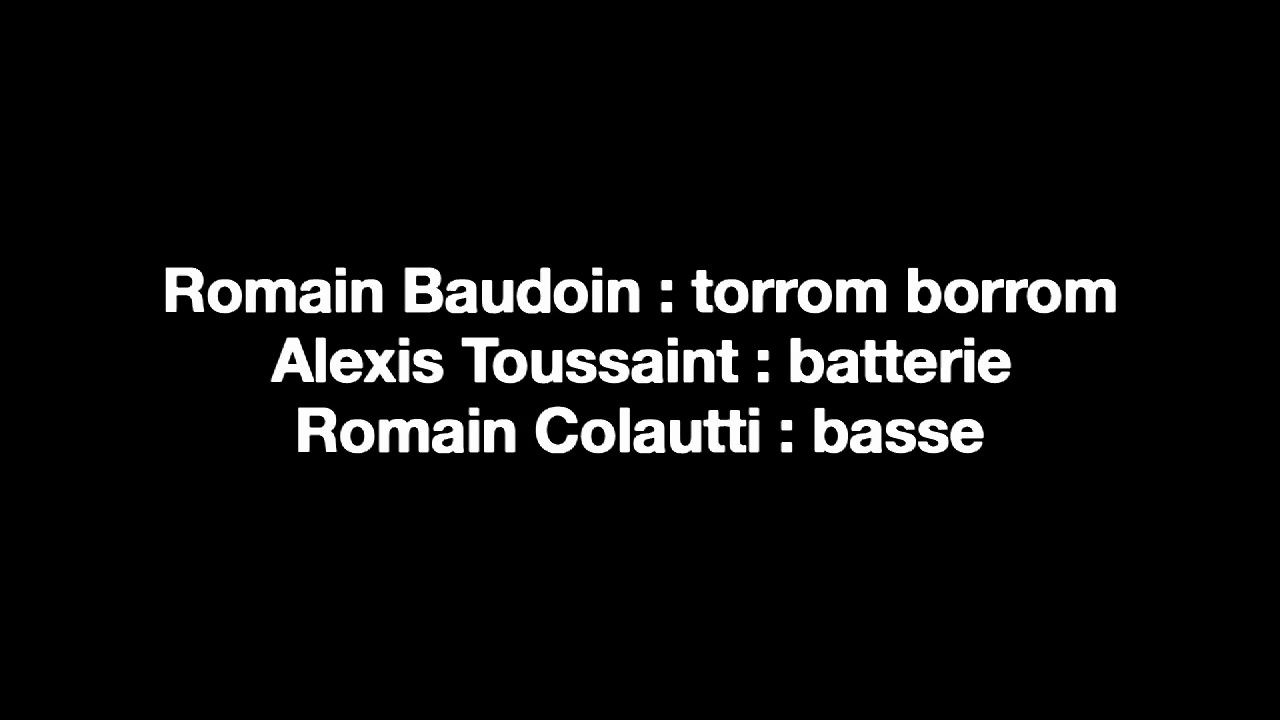 Romain Baudoin : torrom borrom
Alexis Toussaint : batterie
Romain Colautti : basse